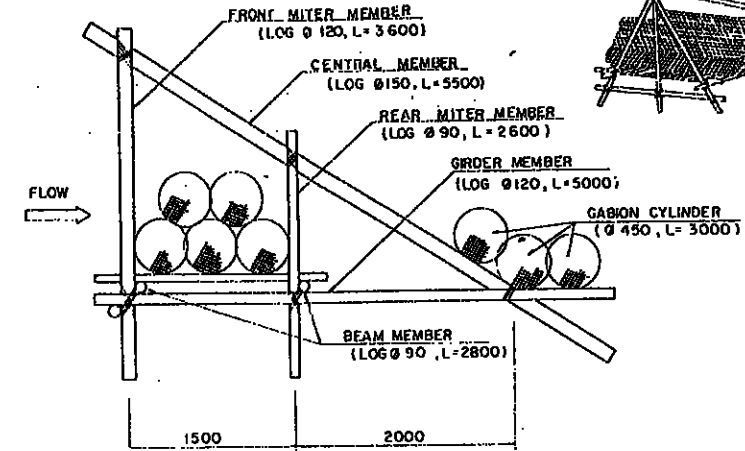 FRONT MITER MEMBER
(LOG Ø 120, L= 3600)
CENTRAL MEMBER
(LOG Ø150, L=5500)
REAR MITER MEMBER
(LOG Ø 90, L = 2600)
GIRDER MEMBER
(LOG Ø120, L=5000)
FLOW
GABION CYLINDER
(Ø 450, L= 3000)
BEAM MEMBER
(LOG Ø 90, L=2800)
1500
2000